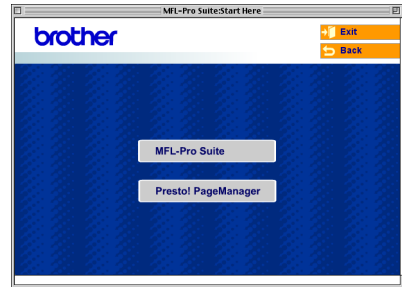 MFL-Pro Suite:Start Here
brother
Exit
Back
MFL-Pro Suite
Presto! PageManager